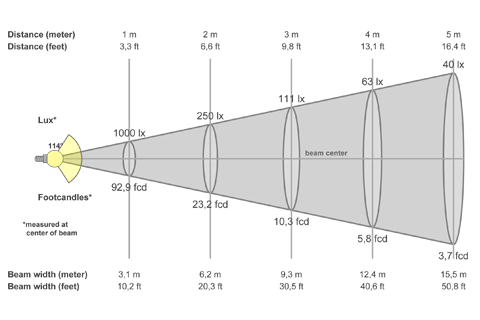 Distance (meter) 1 m 2 m 3 m 4 m 5 m
Distance (feet) 3,3 ft 6,6 ft 9,8 ft 13,1 ft 16,4 ft
40 lx
63 lx
111 lx
250 lx
Lux* 1000 lx
114°
beam center
92,9 fcd
Footcandles* 23,2 fcd
10,3 fcd
*measured at
center of beam
5,8 fcd
3,7 fcd
Beam width (meter) 3,1 m 6,2 m 9,3 m 12,4 m 15,5 m
Beam width (feet) 10,2 ft 20,3 ft 30,5 ft 40,6 ft 50,8 ft